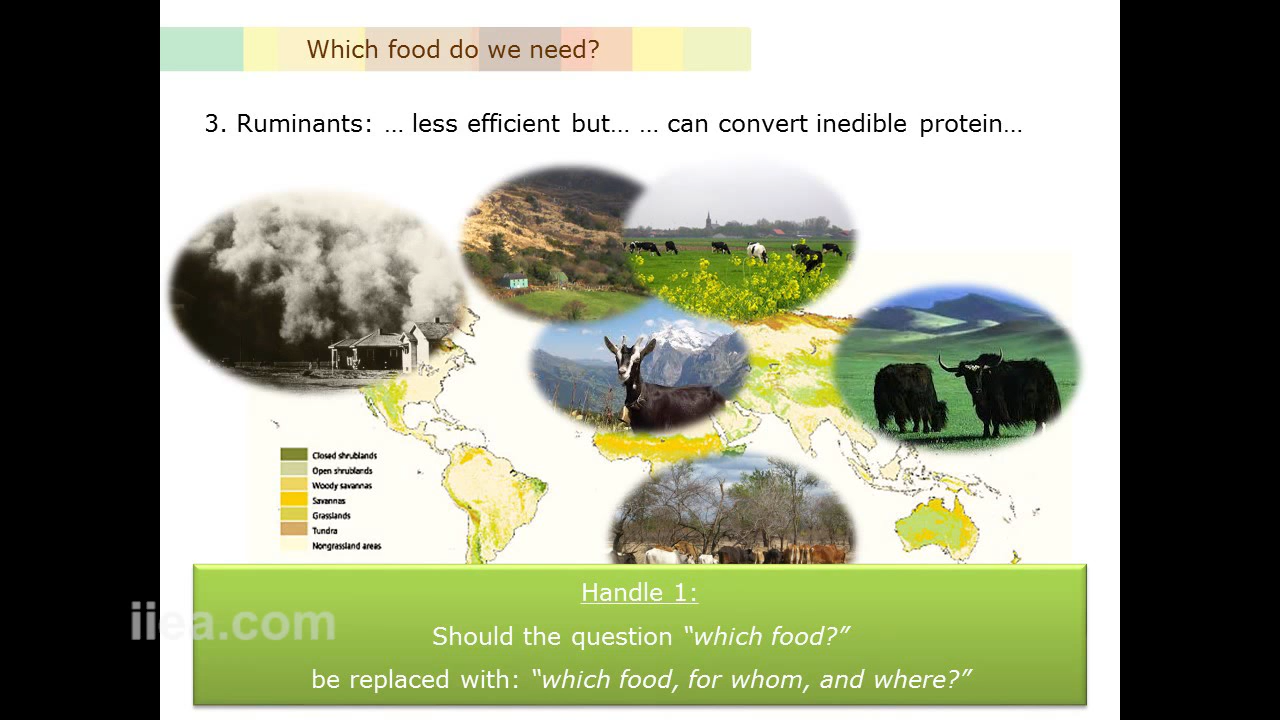 Which food do we need?
3. Ruminants: … less efficient but… … can convert inedible protein…
Closed shrublands
Open shrublands
Woody savannas
Savannas
Grasslands
Tundra
Nongrassland areas
Handle 1:
Should the question “which food?”
be replaced with: “which food, for whom, and where?”
iiea.com